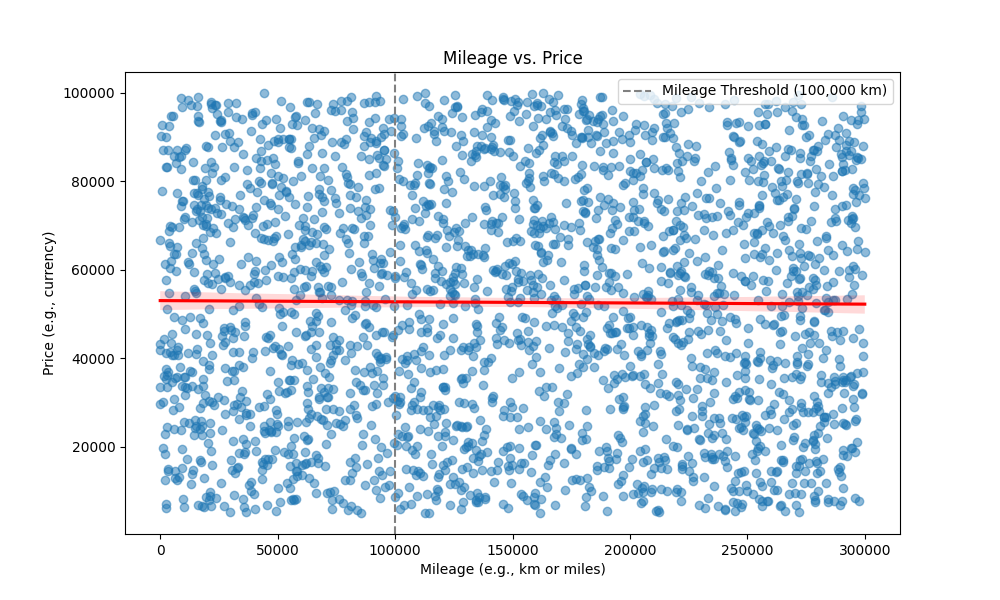 Mileage vs. Price
Mileage Threshold (100,000 km)
Price (e.g., currency)
100000
80000
60000
40000
20000
0 50000 100000 150000 200000 250000 300000
Mileage (e.g., km or miles)